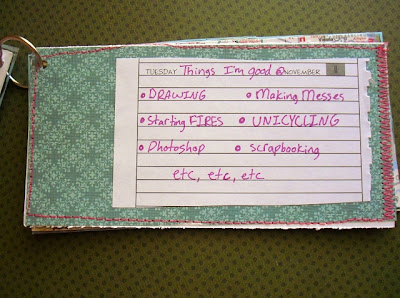 TUESDAY Things I'm good @ NOVEMBER 1
• DRAWING • Making Messes
• Starting FIRES • UNICYCLING
• Photoshop • scrapbooking
etc, etc, etc